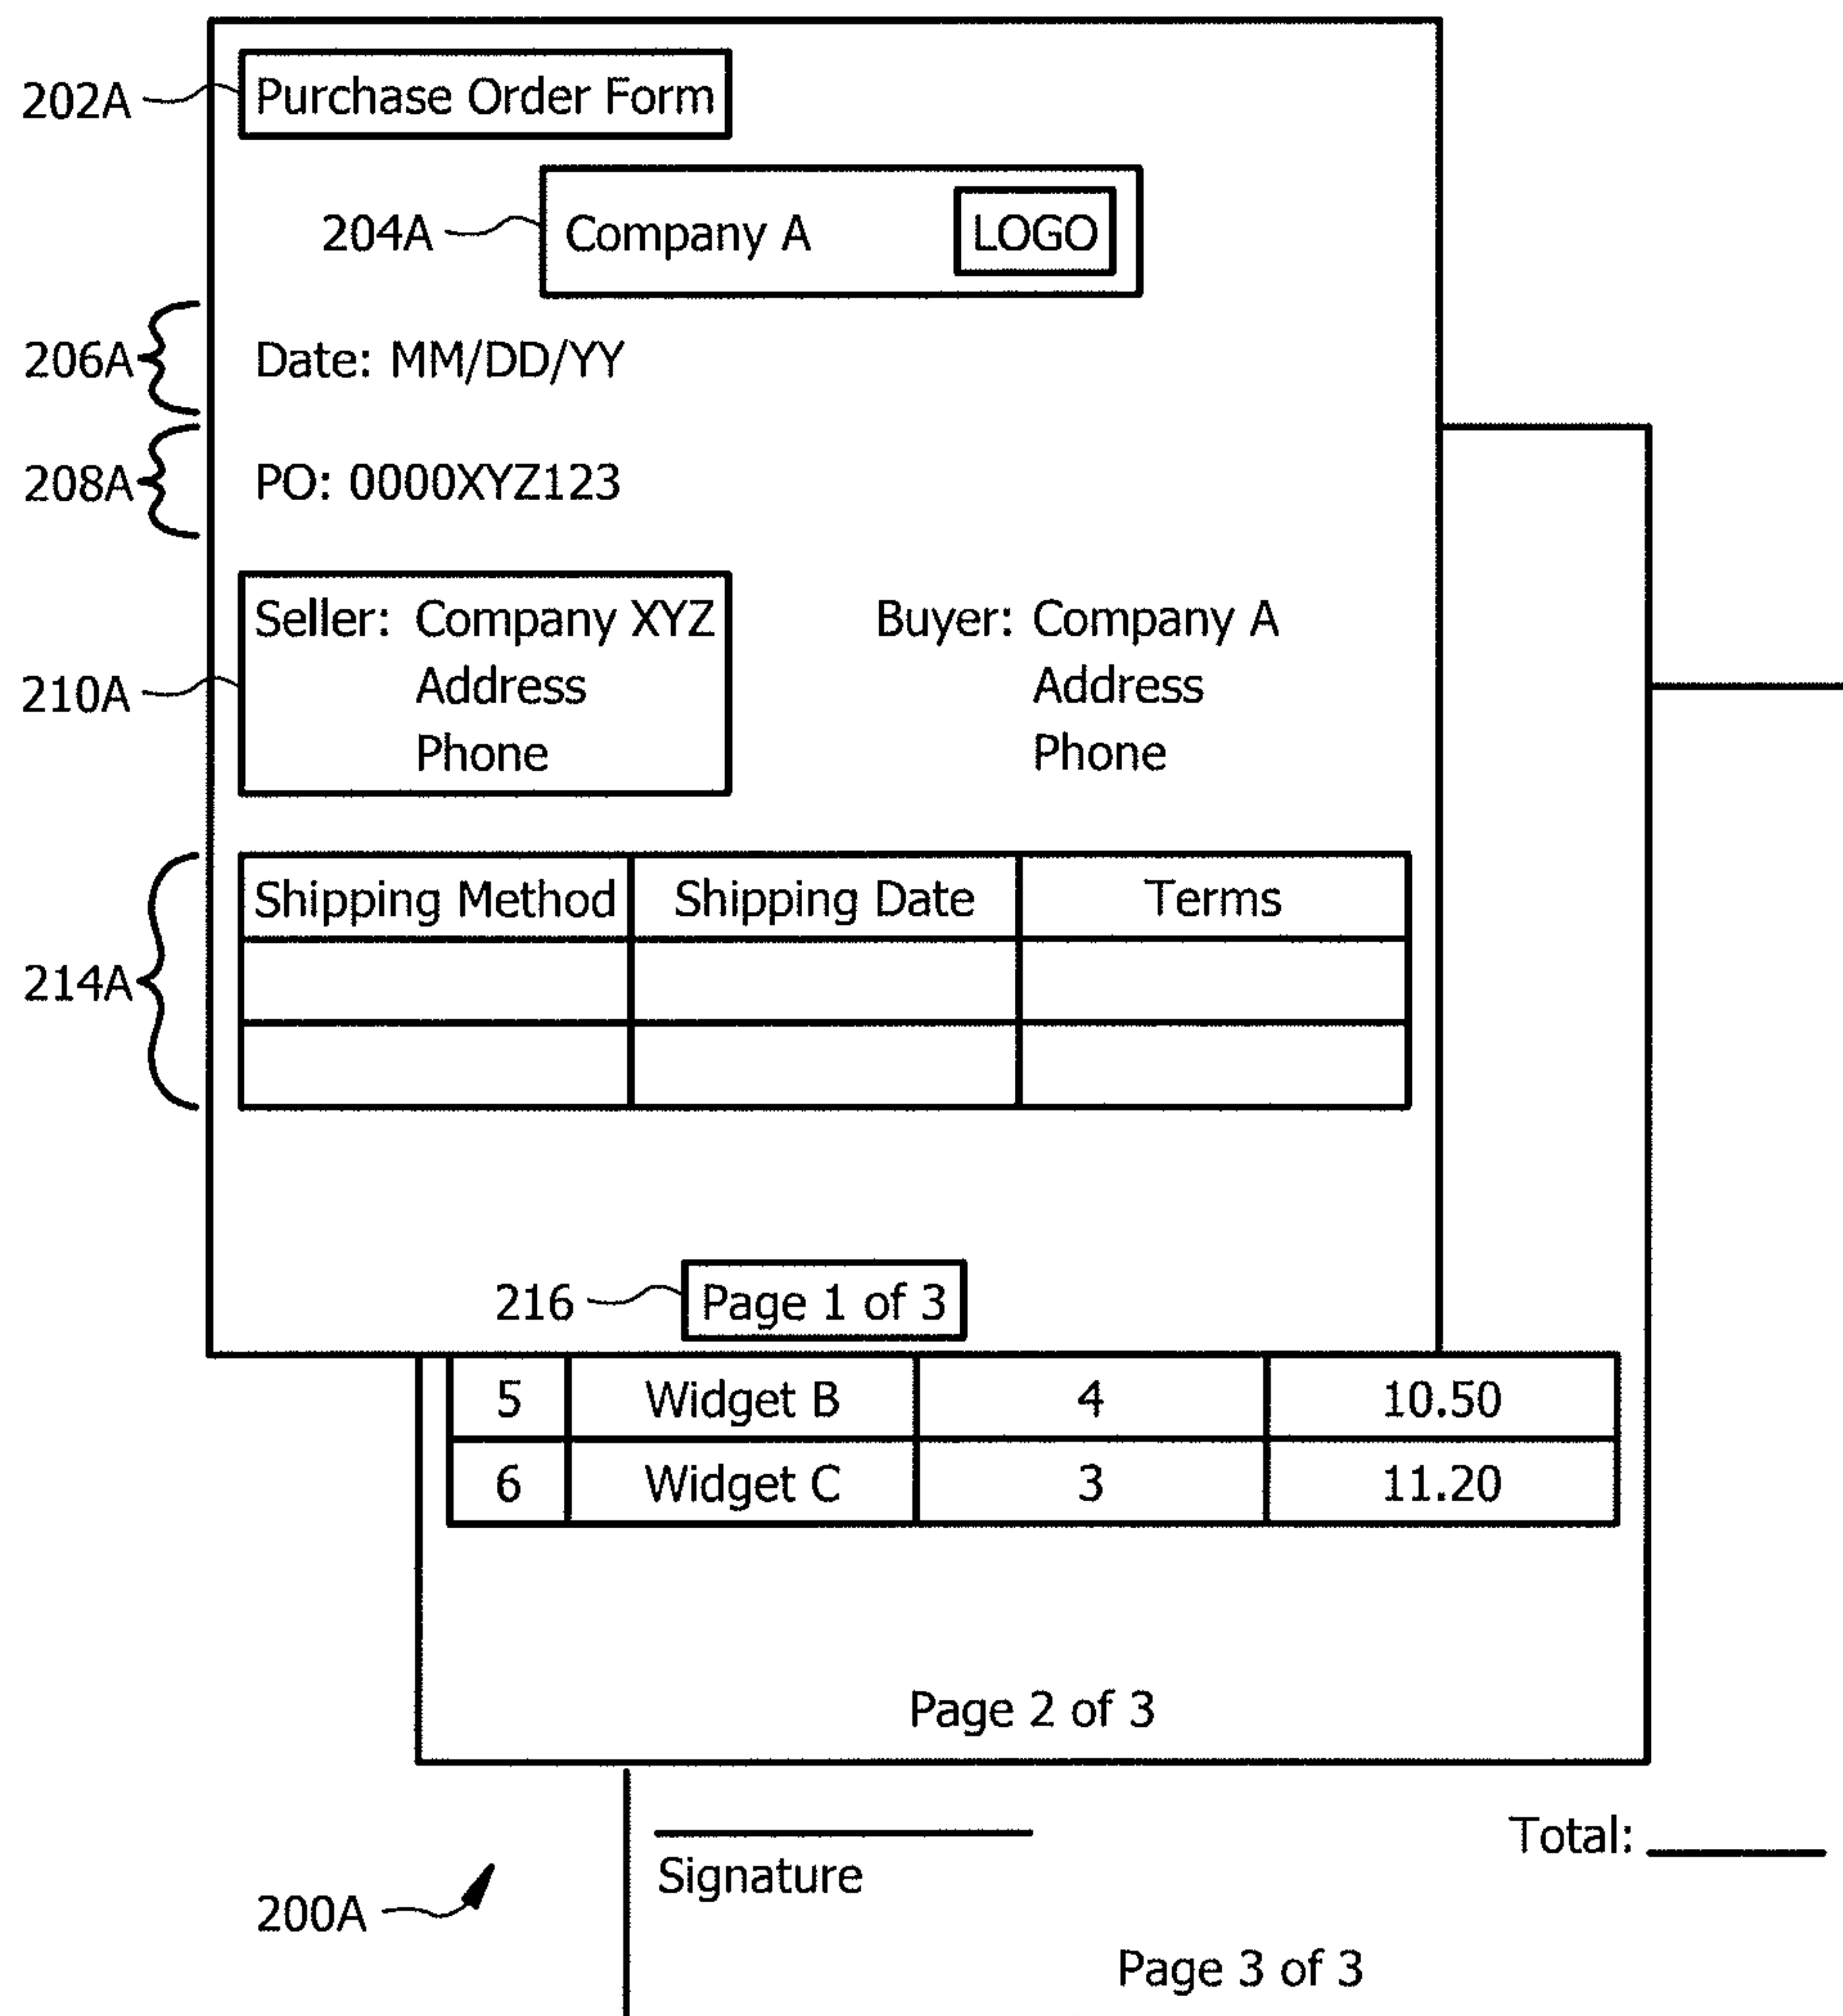 202A Purchase Order Form
204A Company A LOGO
206A Date: MM/DD/YY
208A PO: 0000XYZ123
210A Seller: Company XYZ Buyer: Company A
Address Address
Phone Phone
214A Shipping Method Shipping Date Terms
216 Page 1 of 3
5 Widget B 4 10.50
6 Widget C 3 11.20
Page 2 of 3
Total:
Signature
200A
Page 3 of 3